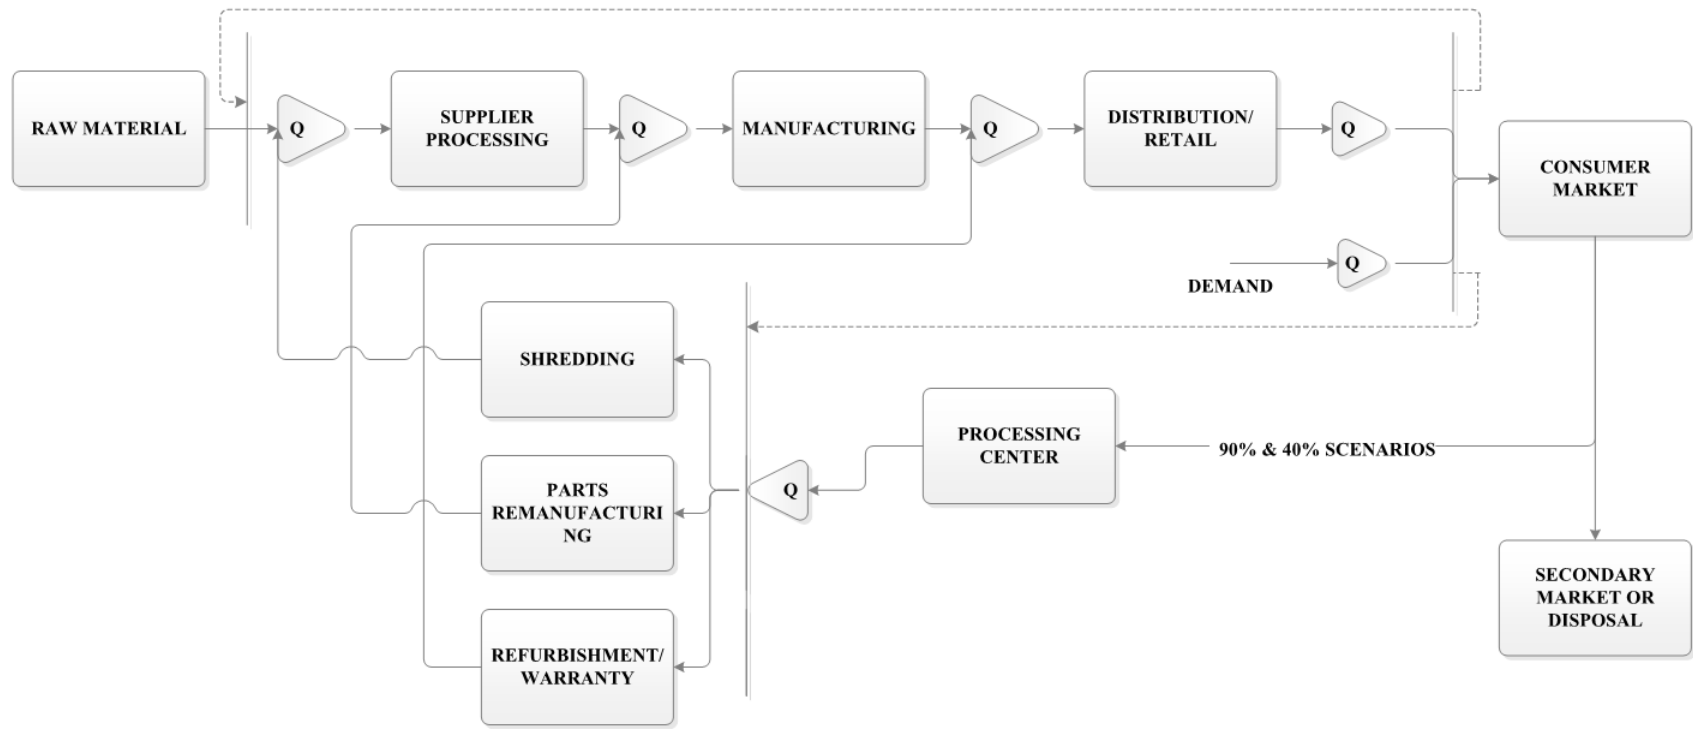 RAW MATERIAL
Q
SUPPLIER
PROCESSING
Q
MANUFACTURING
Q
DISTRIBUTION/
RETAIL
Q
CONSUMER
MARKET
Q
DEMAND
SHREDDING
PROCESSING
CENTER
90% & 40% SCENARIOS
Q
PARTS
REMANUFACTURI
NG
SECONDARY
MARKET OR
DISPOSAL
REFURBISHMENT/
WARRANTY